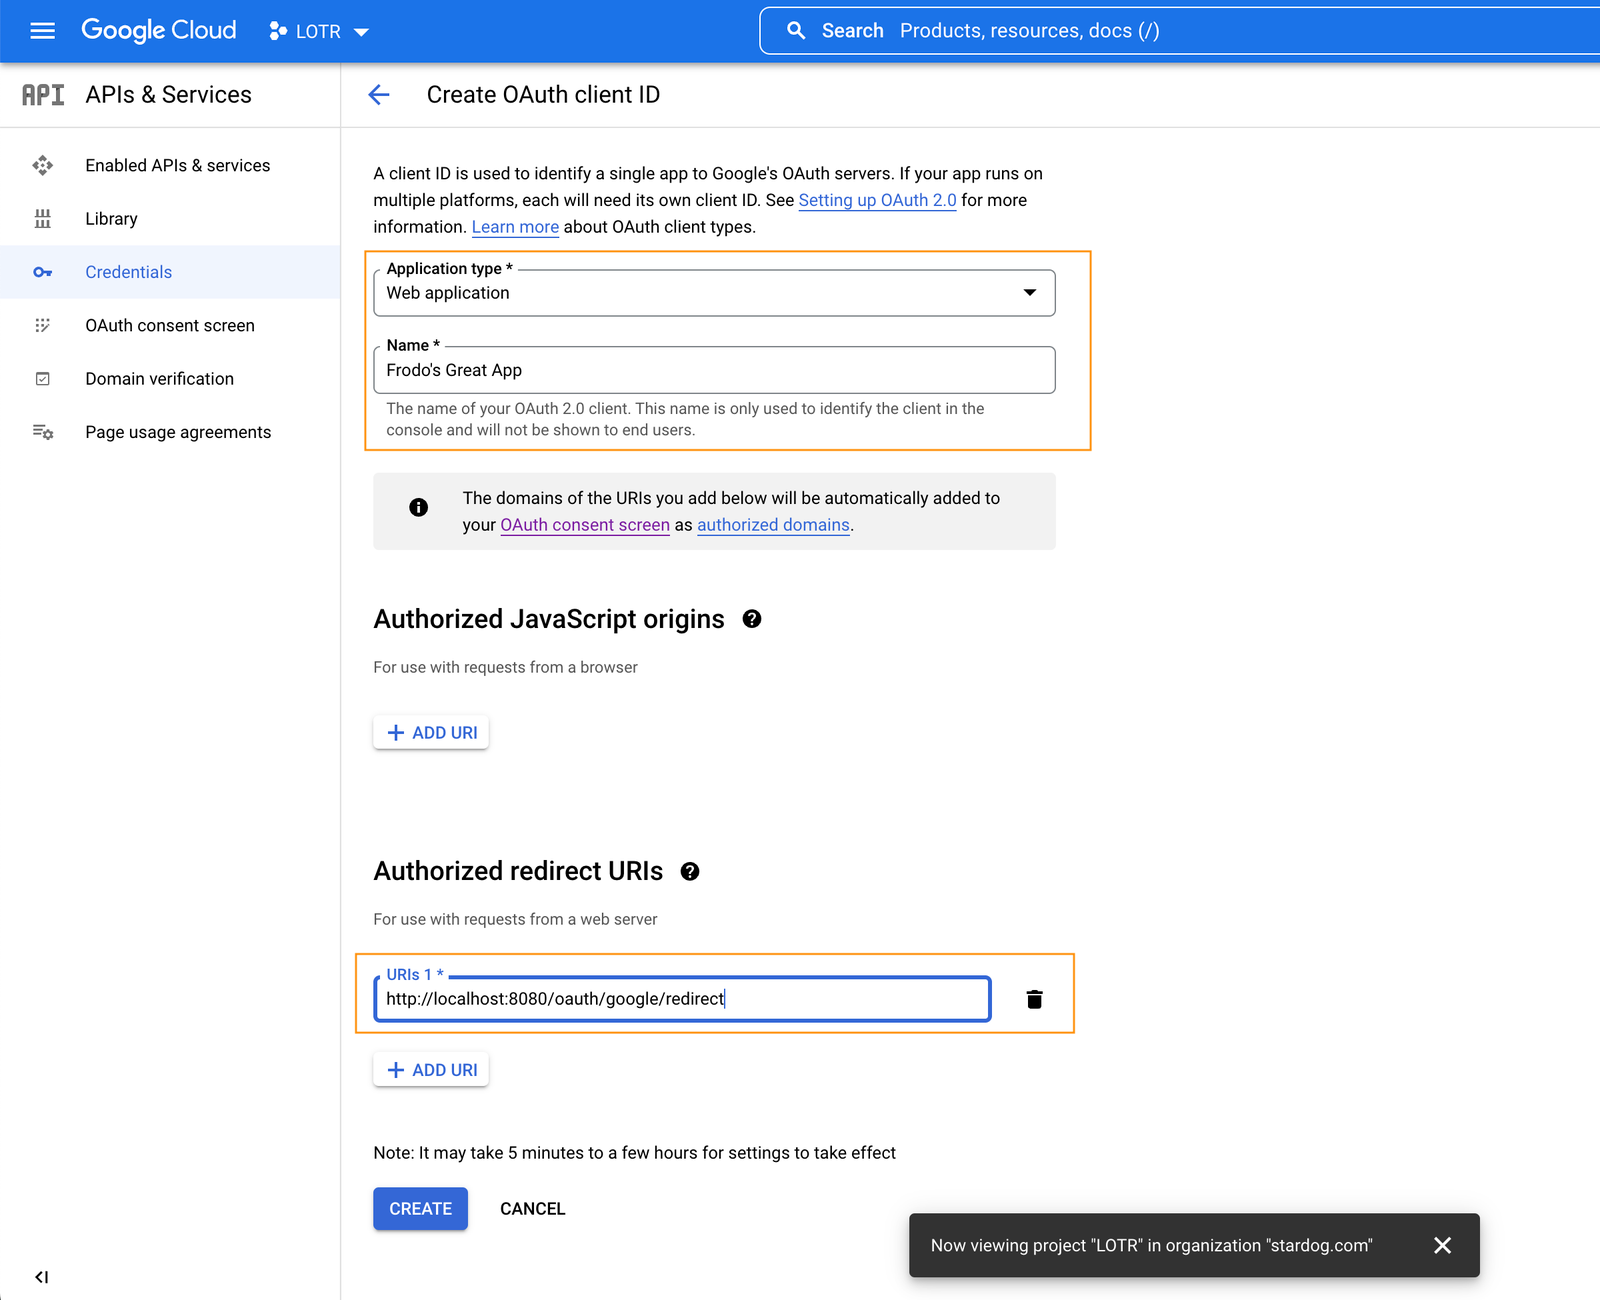 Google Cloud LOTR Search Products, resources, docs (/)
API APIs & Services
Create OAuth client ID
Enabled APIs & services
Library
Credentials
OAuth consent screen
Domain verification
Page usage agreements
A client ID is used to identify a single app to Google's OAuth servers. If your app runs on
multiple platforms, each will need its own client ID. See Setting up OAuth 2.0 for more
information. Learn more about OAuth client types.
Application type *
Web application
Name *
Frodo's Great App
The name of your OAuth 2.0 client. This name is only used to identify the client in the
console and will not be shown to end users.
The domains of the URIs you add below will be automatically added to
your OAuth consent screen as authorized domains.
Authorized JavaScript origins
For use with requests from a browser
ADD URI
Authorized redirect URIs
For use with requests from a web server
URIs 1 *
http://localhost:8080/oauth/google/redirect
ADD URI
Note: It may take 5 minutes to a few hours for settings to take effect
CREATE CANCEL
Now viewing project "LOTR" in organization "stardog.com"